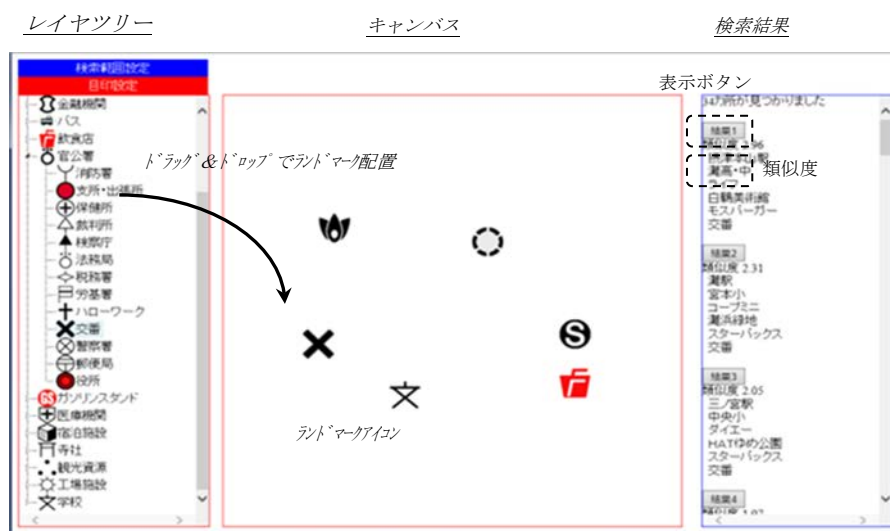 レイヤツリー
キャンバス
検索結果
検索範囲設定
目印設定
金融機関
バス
飲食店
官公署
消防署
支所・出張所
保健所
裁判所
検察庁
法務局
税務署
労基署
ハローワーク
交番
警察署
郵便局
役所
GS ガソリンスタンド
医療機関
宿泊施設
寺社
観光資源
工場施設
学校
ドラッグ&ドロップでランドマーク配置
S
ランドマークアイコン
表示ボタン
34カ所が見つかりました
結果1
類似度 2.96
類似度
灘高・中
白鶴美術館
モスバーガー
交番
結果2
類似度 2.31
灘駅
宮本小
コープミニ
灘浜緑地
スターバックス
交番
結果3
類似度 2.05
三ノ宮駅
中央小
ダイエー
HATゆめ公園
スターバックス
交番
結果4